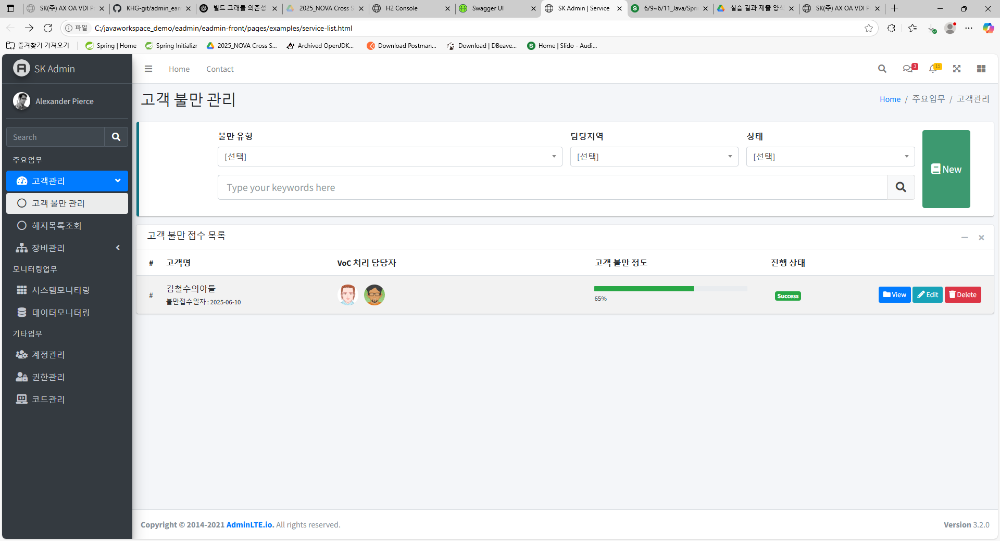 SK(주) AX OA VDI P
KHG-git/admin_eam
빌드 그래들 의존성
2025_NOVA Cross S
H2 Console
Swagger UI
SK Admin | Service
6/9~6/11_Java/Spri
실습 결과 제출 양식
SK(주) AX OA VDI P
파일
C:/javaworkspace_demo/eadmin/eadmin-front/pages/examples/service-list.html
즐겨찾기 가져오기
Spring | Home
Spring Initializr
2025_NOVA Cross S...
Archived OpenJDK...
Download Postman...
Download | DBeave...
Home | Slido - Audi...
SK Admin
Home
Contact
3
15
Alexander Pierce
고객 불만 관리
Home / 주요업무 / 고객관리
Search
주요업무
고객관리
고객 불만 관리
해지목록조회
장비관리
모니터링업무
시스템모니터링
데이터모니터링
기타업무
계정관리
권한관리
코드관리
불만 유형
담당지역
상태
[선택]
[선택]
[선택]
Type your keywords here
New
고객 불만 접수 목록
# 고객명 VoC 처리 담당자 고객 불만 정도 진행 상태
# 김철수의아들
불만접수일자 : 2025-06-10
65%
Success
View
Edit
Delete
Copyright © 2014-2021 AdminLTE.io. All rights reserved.
Version 3.2.0